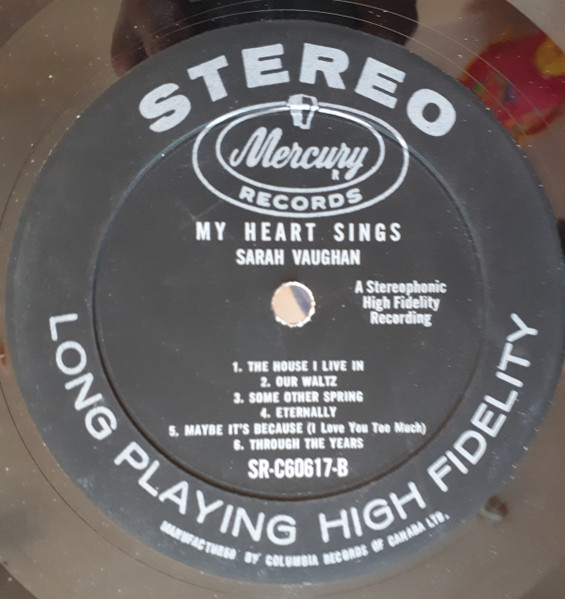 STEREO
Mercury
R
RECORDS
MY HEART SINGS
SARAH VAUGHAN
A Stereophonic
High Fidelity
Recording
1. THE HOUSE I LIVE IN
2. OUR WALTZ
3. SOME OTHER SPRING
4. ETERNALLY
5. MAYBE IT'S BECAUSE (I Love You Too Much)
6. THROUGH THE YEARS
SR-C60617-B
LONG PLAYING HIGH FIDELITY
MANUFACTURED BY COLUMBIA RECORDS OF CANADA LTD.